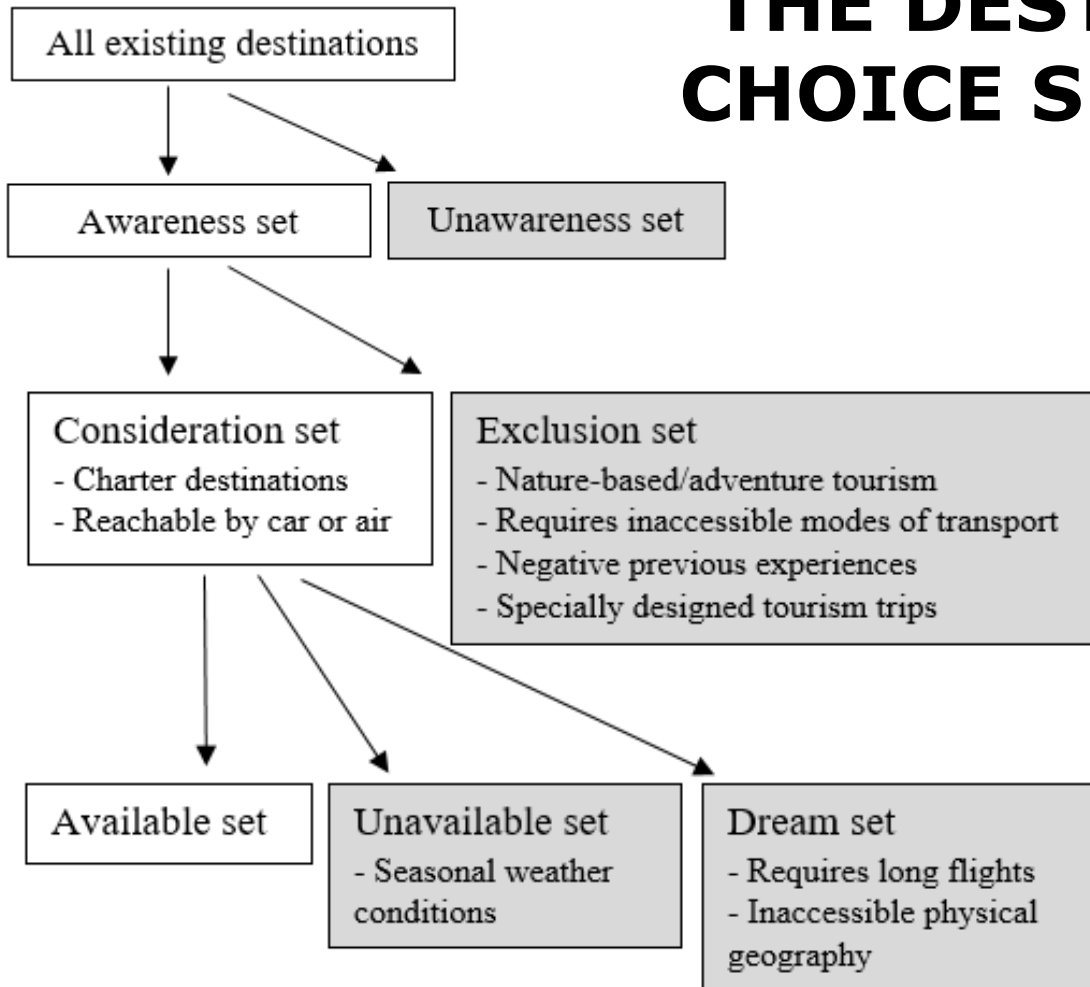 THE DEST
CHOICE S
All existing destinations
Awareness set
Unawareness set
Consideration set
- Charter destinations
- Reachable by car or air
Exclusion set
- Nature-based/adventure tourism
- Requires inaccessible modes of transport
- Negative previous experiences
- Specially designed tourism trips
Available set
Unavailable set
- Seasonal weather
conditions
Dream set
- Requires long flights
- Inaccessible physical
geography